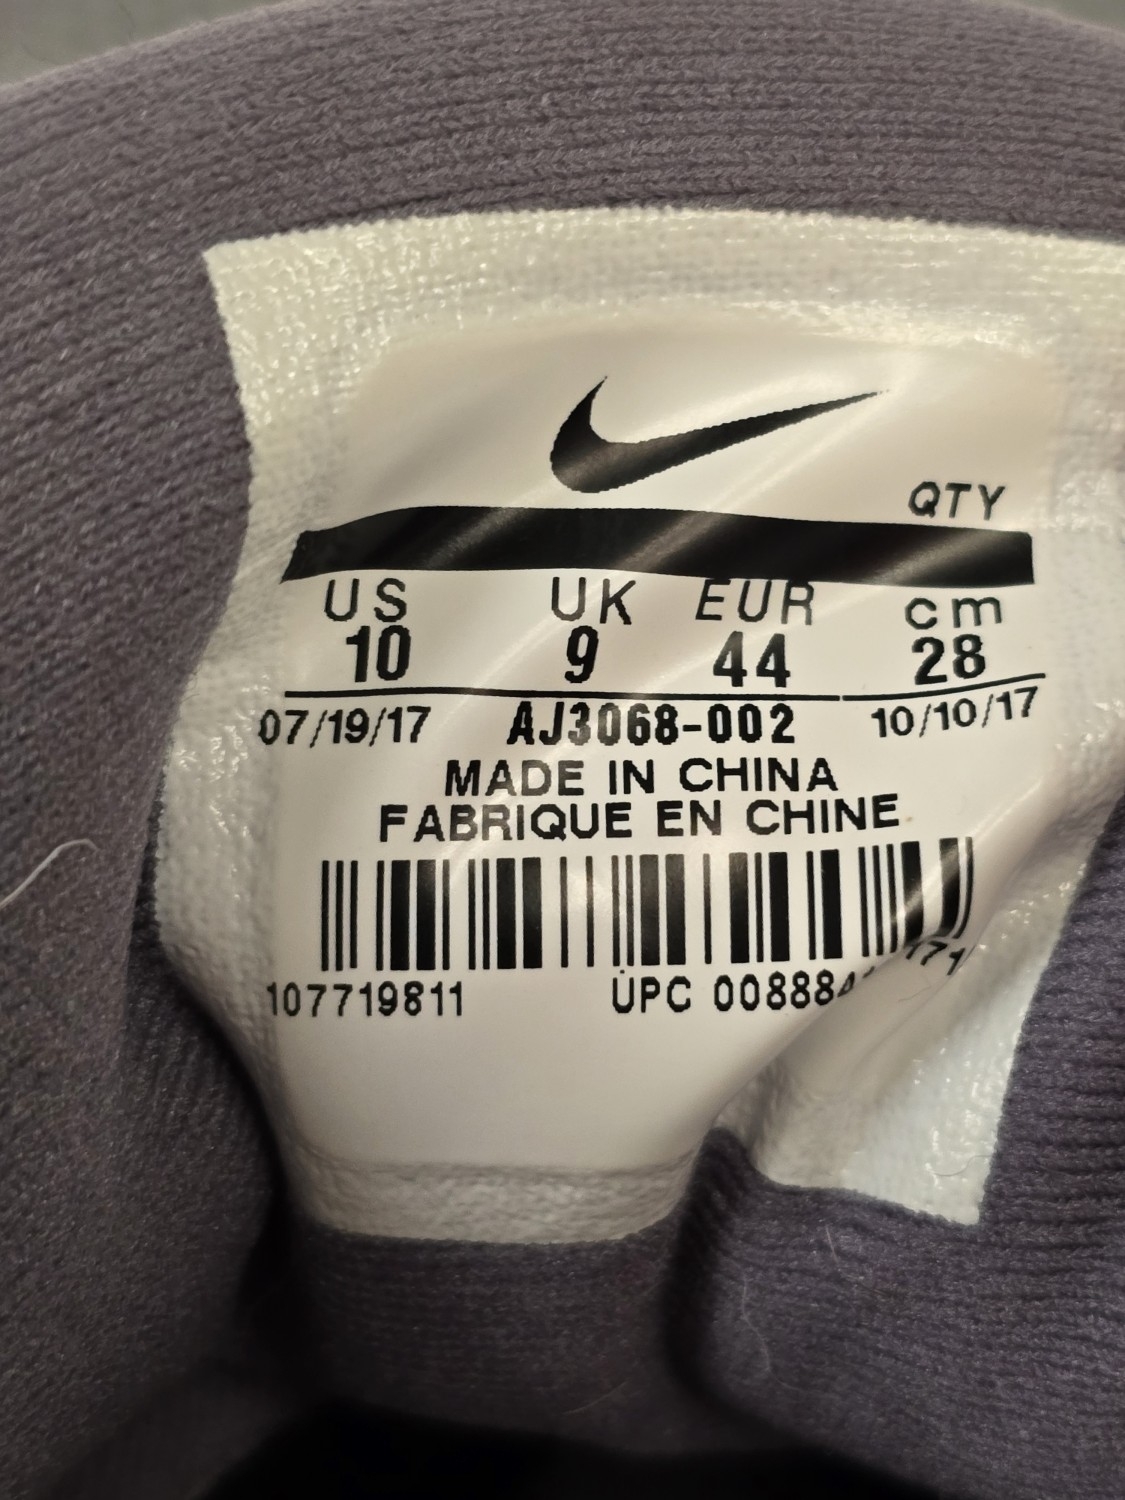 QTY
US UK EUR cm
10 9 44 28
07/19/17 AJ3068-002 10/10/17
MADE IN CHINA
FABRIQUE EN CHINE
107719811 UPC